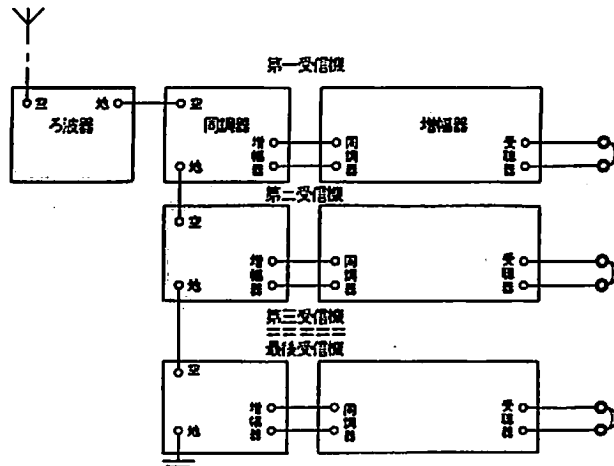 第一受信機
空 地 空
ろ波器 同調器 増幅器
増幅器 同調器 受話器
地
第二受信機
空
地 増幅器 同調器 受話器
第三受信機
最後受信機
空
増幅器 同調器 受話器
地